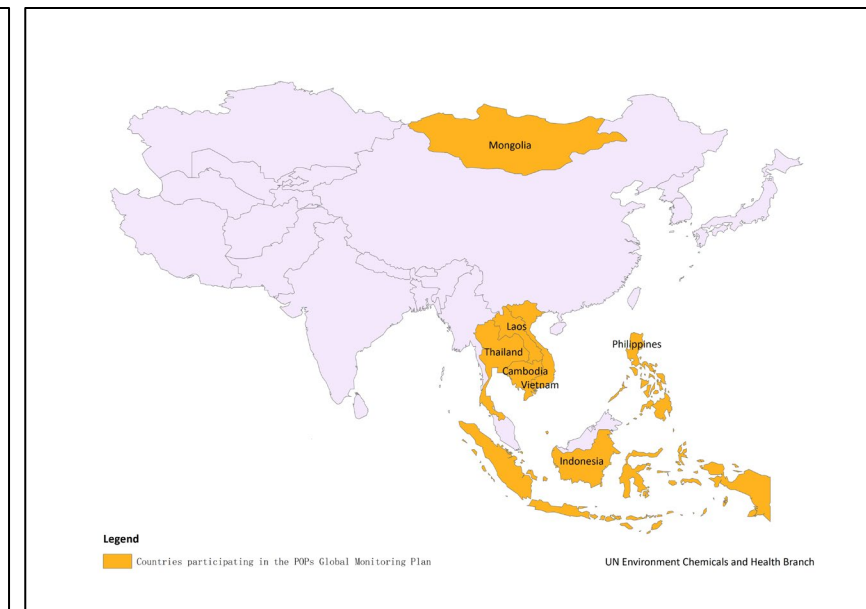 Mongolia
Laos
Thailand
Philippines
Cambodia
Vietnam
Indonesia
Legend
Countries participating in the POPs Global Monitoring Plan
UN Environment Chemicals and Health Branch